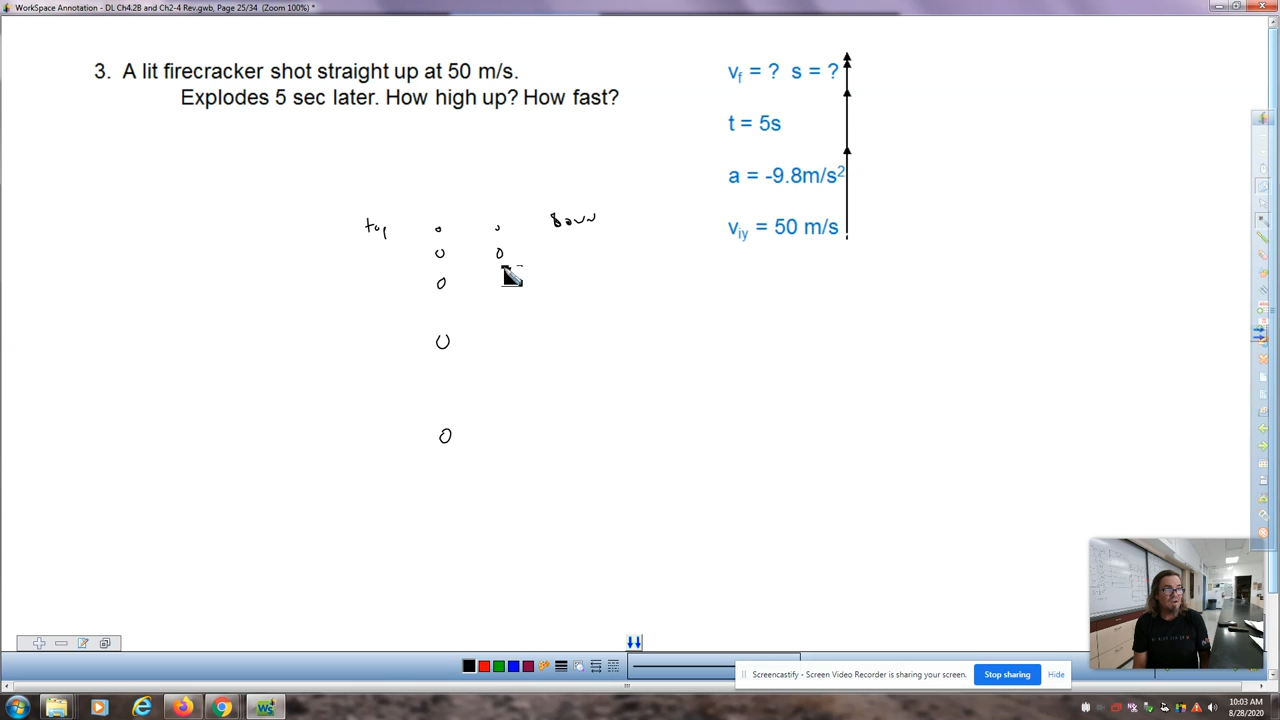 WorkSpace Annotation - DL Ch4.2B and Ch2-4 Rev.gwb, Page 25/34 (Zoom 100%) *
3. A lit firecracker shot straight up at 50 m/s.
Explodes 5 sec later. How high up? How fast?
vf = ? s = ?
t = 5s
a = -9.8m/s²
viy = 50 m/s
Screencastify - Screen Video Recorder is sharing your screen.
Stop sharing
Hide
10:03 AM
8/28/2020